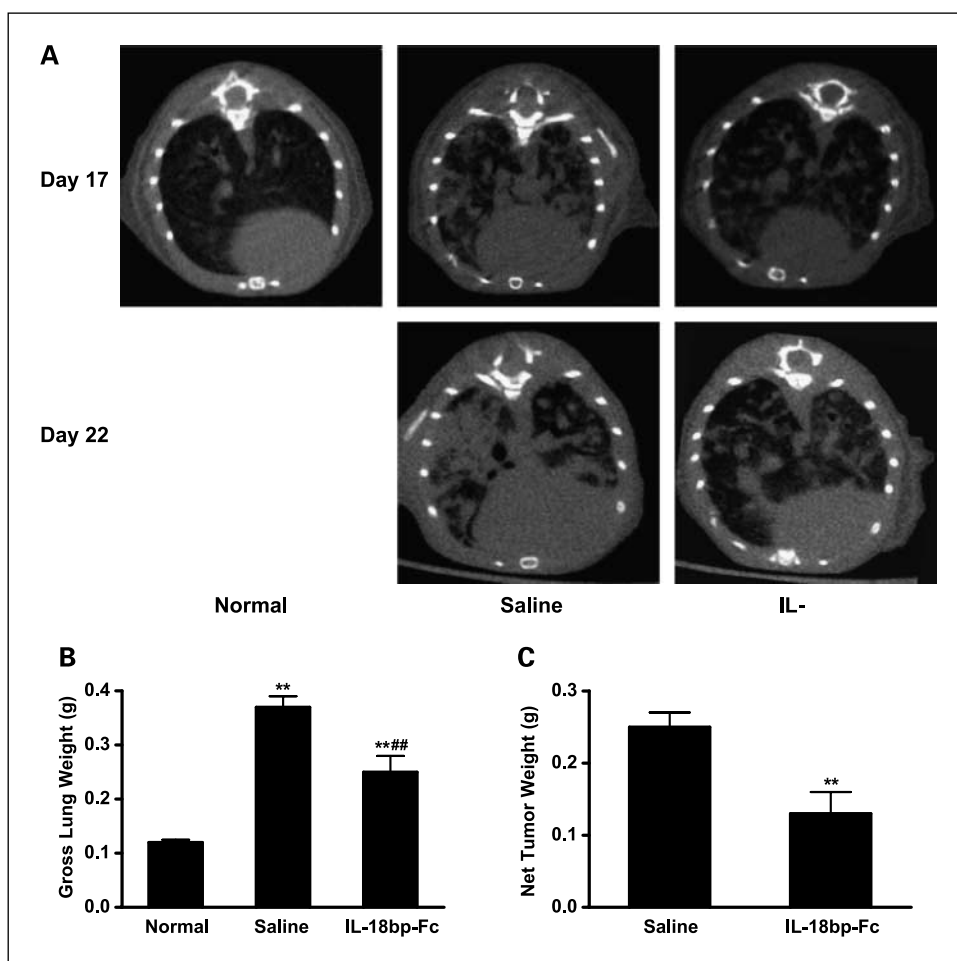 A
Day 17
Day 22
Normal Saline IL-
B
Gross Lung Weight (g)
0.4
0.3
0.2
0.1
0.0
**
**##
Normal Saline IL-18bp-Fc
C
Net Tumor Weight (g)
0.3
0.2
0.1
0.0
**
Saline IL-18bp-Fc